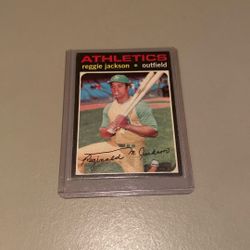 ATHLETICS
reggie jackson • outfield
Reginald M. Jackson